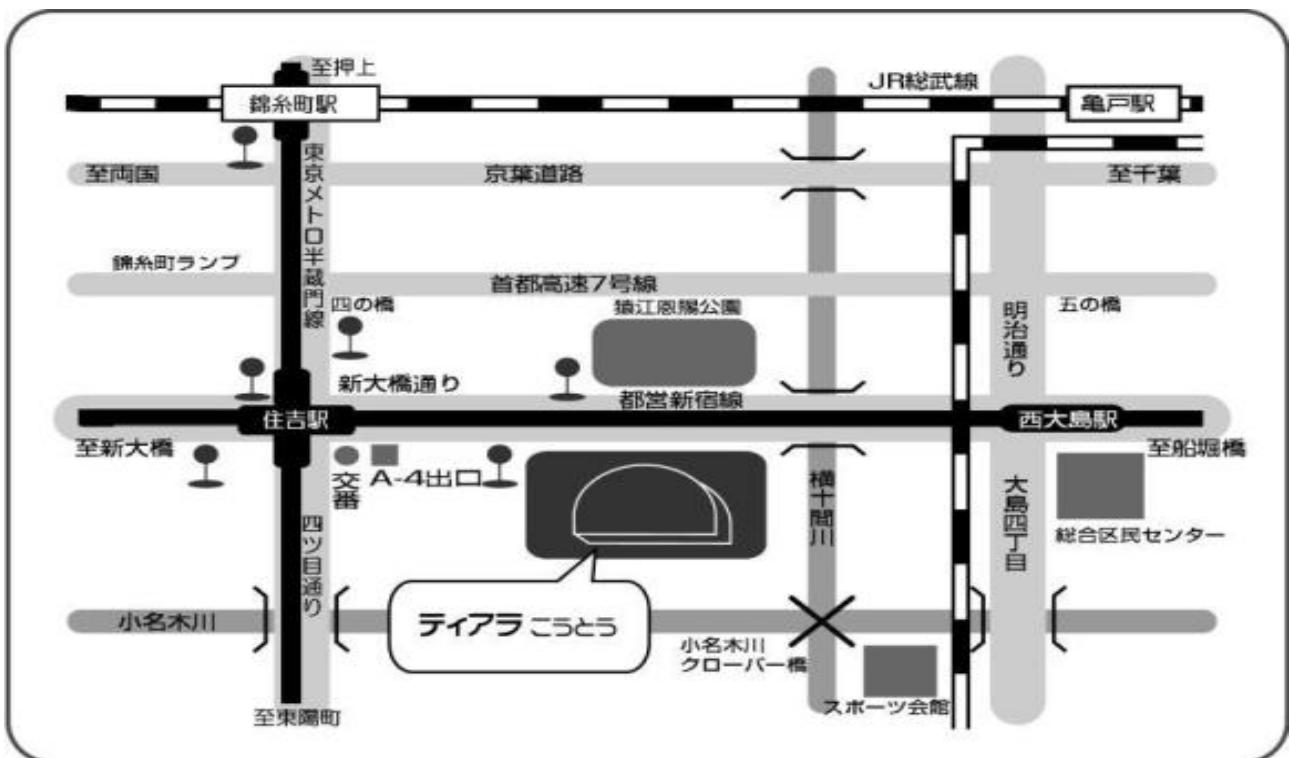 至押上
JR総武線
錦糸町駅
亀戸駅
東京メトロ半蔵門線
至両国
京葉道路
至千葉
錦糸町ランプ
首都高速7号線
四の橋
猿江恩賜公園
明治通り
五の橋
新大橋通り
都営新宿線
住吉駅
西大島駅
至新大橋
至船堀橋
交番
A-4出口
横十間川
大島四丁目
四ツ目通り
総合区民センター
小名木川
ティアラこうとう
小名木川
クローバー橋
スポーツ会館
至東陽町